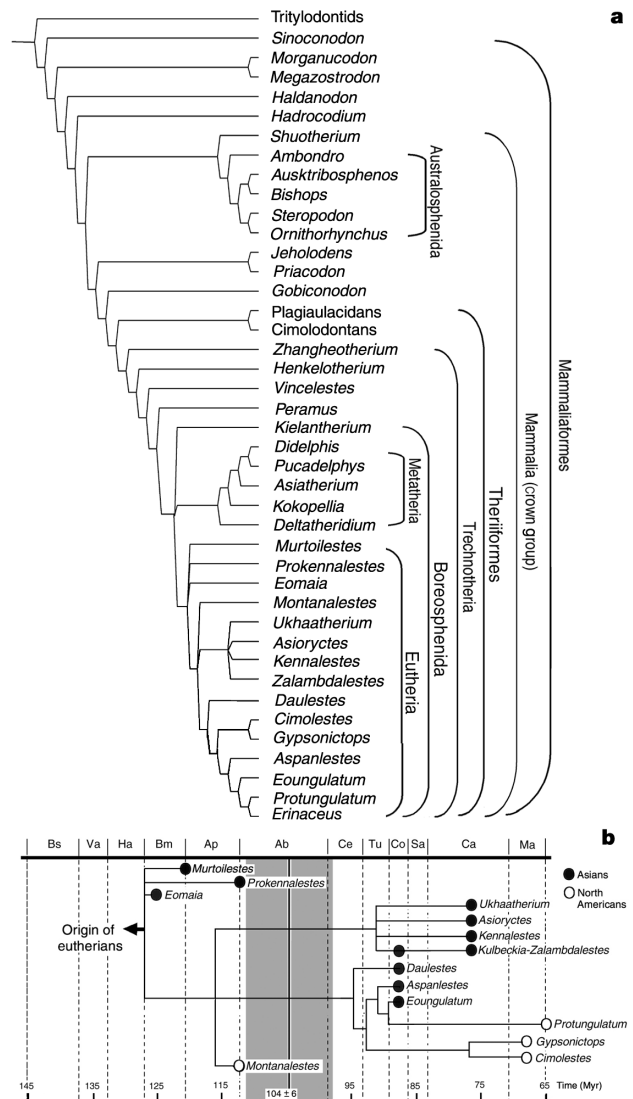 a
Tritylodontids
Sinoconodon
Morganucodon
Megazostrodon
Haldanodon
Hadrocodium
Shuotherium
Ambondro
Ausktribosphenos
Bishops
Steropodon
Ornithorhynchus
Jeholodens
Priacodon
Gobiconodon
Plagiaulacidans
Cimolodontans
Zhangheotherium
Henkelotherium
Vincelestes
Peramus
Kielantherium
Didelphis
Pucadelphys
Asiatherium
Kokopellia
Deltatheridium
Murtoilestes
Prokennalestes
Eomaia
Montanalestes
Ukhaatherium
Asioryctes
Kennalestes
Zalambdalestes
Daulestes
Cimolestes
Gypsonictops
Aspanlestes
Eoungulatum
Protungulatum
Erinaceus
Australosphenida
Metatheria
Eutheria
Boreosphenida
Trechnotheria
Theriiformes
Mammalia (crown group)
Mammaliaformes
b
Bs Va Ha Bm Ap Ab Ce Tu Co Sa Ca Ma
Asians
North
Americans
Murtoilestes
Prokennalestes
Eomaia
Origin of
eutherians
Ukhaatherium
Asioryctes
Kennalestes
Kulbeckia-Zalambdalestes
Daulestes
Aspanlestes
Eoungulatum
Protungulatum
Gypsonictops
Cimolestes
Montanalestes
145 135 125 115 104 ± 6 95 85 75 65 Time (Myr)